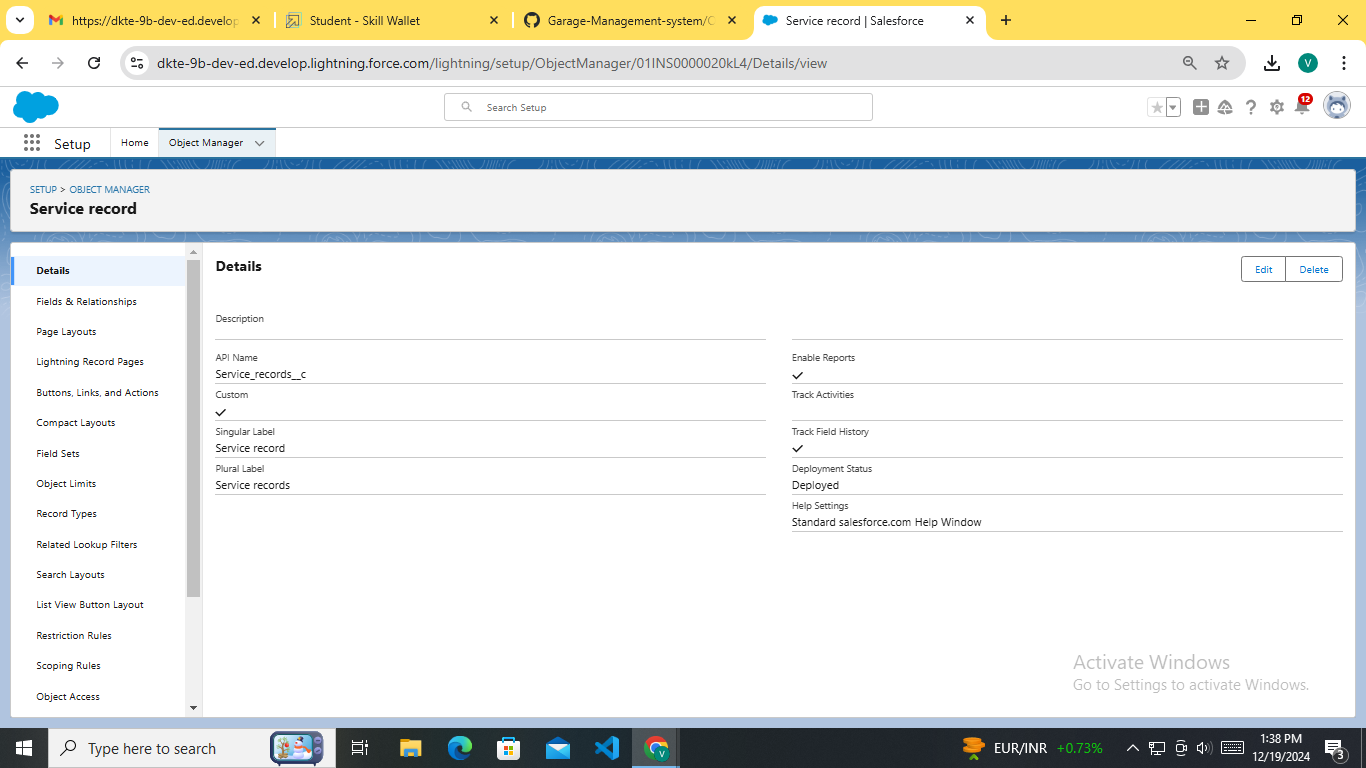 https://dkte-9b-dev-ed.develop
Student - Skill Wallet
Garage-Management-system/C
Service record | Salesforce
dkte-9b-dev-ed.develop.lightning.force.com/lightning/setup/ObjectManager/01INS0000020kL4/Details/view
V
Search Setup
12
Setup
Home
Object Manager
SETUP > OBJECT MANAGER
Service record
Details
Fields & Relationships
Page Layouts
Lightning Record Pages
Buttons, Links, and Actions
Compact Layouts
Field Sets
Object Limits
Record Types
Related Lookup Filters
Search Layouts
List View Button Layout
Restriction Rules
Scoping Rules
Object Access
Details
Edit
Delete
Description
API Name
Service_records__c
Custom
Singular Label
Service record
Plural Label
Service records
Enable Reports
Track Activities
Track Field History
Deployment Status
Deployed
Help Settings
Standard salesforce.com Help Window
Activate Windows
Go to Settings to activate Windows.
Type here to search
V
EUR/INR +0.73%
1:38 PM
12/19/2024
3